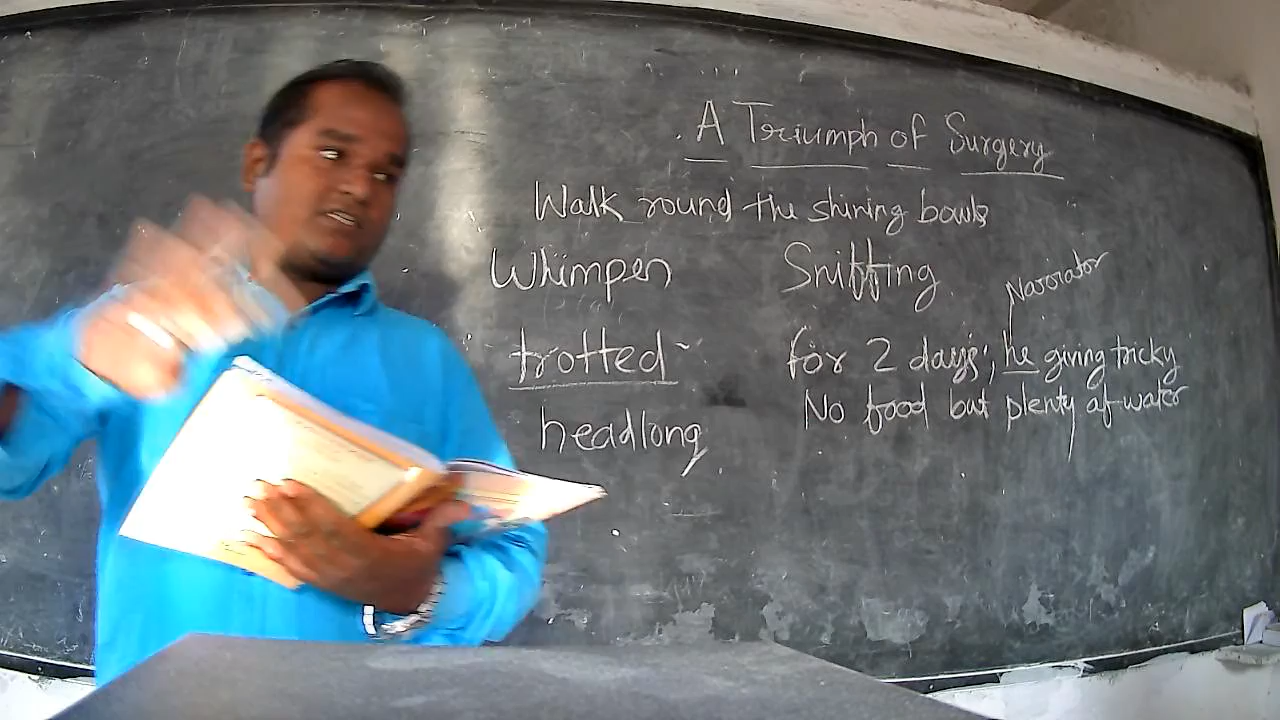 A Triumph of Surgery
Walk round the shining bowls
Whimper Sniffing
Narrator
trotted
for 2 days; he giving tricky
No food but plenty of water
headlong